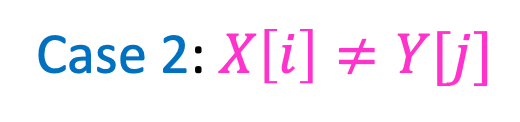 Case 2: X[i] ≠ Y[j]